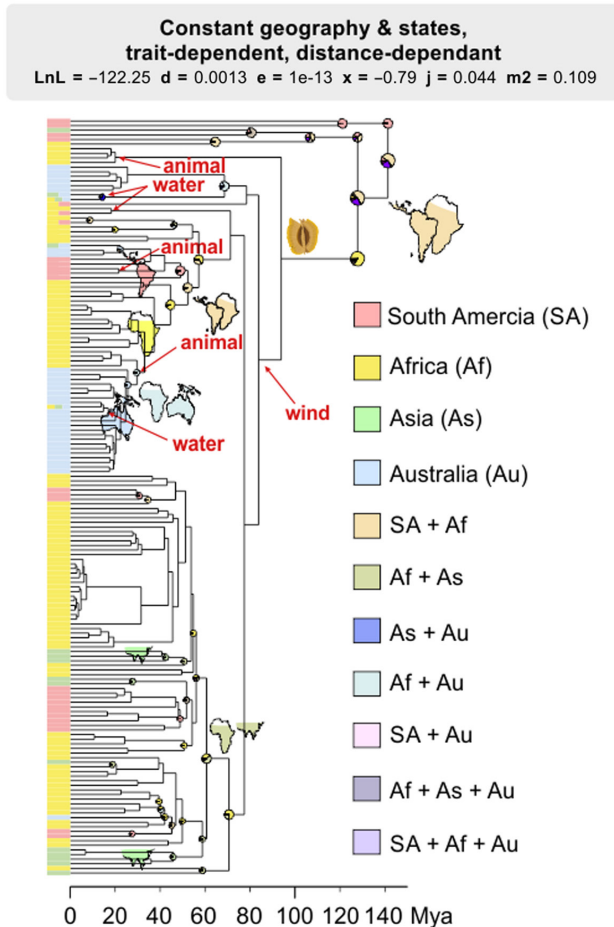 Constant geography & states,
trait-dependent, distance-dependant
LnL = −122.25 d = 0.0013 e = 1e-13 x = −0.79 j = 0.044 m2 = 0.109
animal
water
animal
animal
wind
water
South Amercia (SA)
Africa (Af)
Asia (As)
Australia (Au)
SA + Af
Af + As
As + Au
Af + Au
SA + Au
Af + As + Au
SA + Af + Au
0 20 40 60 80 100 120 140 Mya